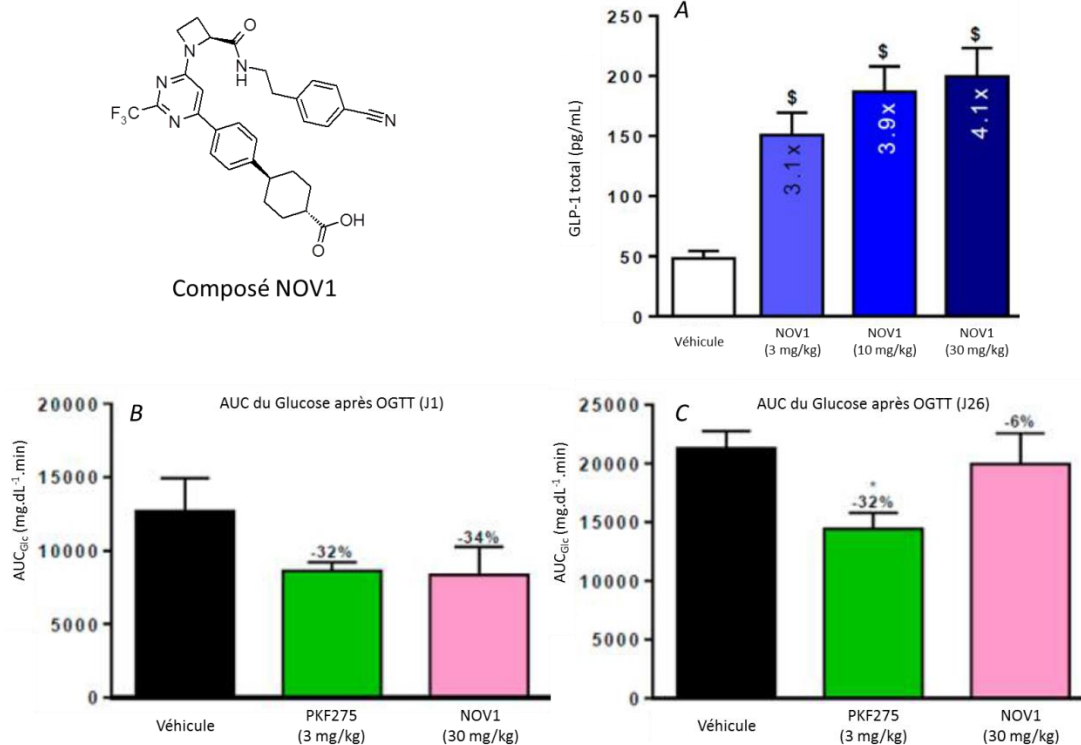 O
N
N
H
N
F3C
N
N
OH
O
Composé NOV1
A
GLP-1 total (pg/mL)
250
200
150
100
50
0
$
$
$
3.1x
3.9x
4.1x
Véhicule
NOV1
(3 mg/kg)
NOV1
(10 mg/kg)
NOV1
(30 mg/kg)
B
AUC du Glucose après OGTT (J1)
AUCGlc (mg.dL-1.min)
20000
15000
10000
5000
0
-32%
-34%
Véhicule
PKF275
(3 mg/kg)
NOV1
(30 mg/kg)
C
AUC du Glucose après OGTT (J26)
AUCGlc (mg.dL-1.min)
25000
20000
15000
10000
5000
0
*
-32%
-6%
Véhicule
PKF275
(3 mg/kg)
NOV1
(30 mg/kg)